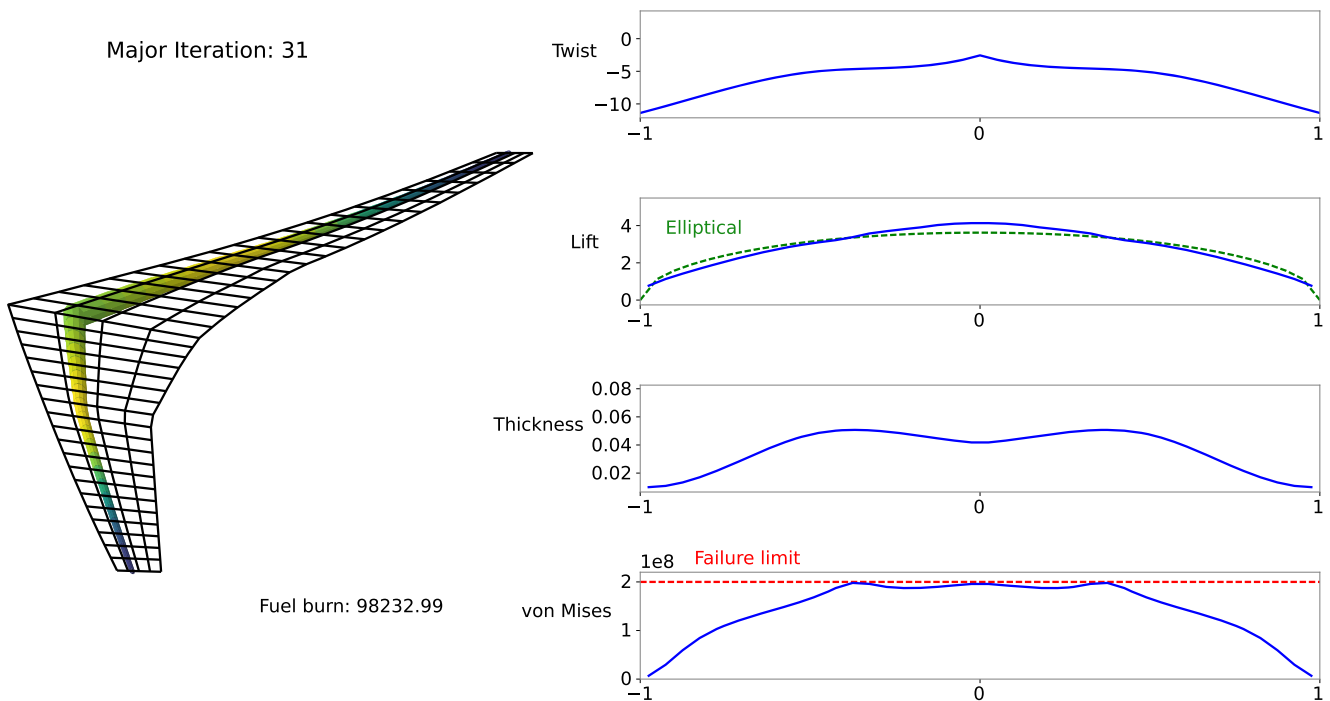 Major Iteration: 31
Twist
0
−5
−10
−1
0
1
Elliptical
Lift
4
2
0
−1
0
1
Thickness
0.08
0.06
0.04
0.02
−1
0
1
1e8
Failure limit
von Mises
2
1
0
−1
0
1
Fuel burn: 98232.99